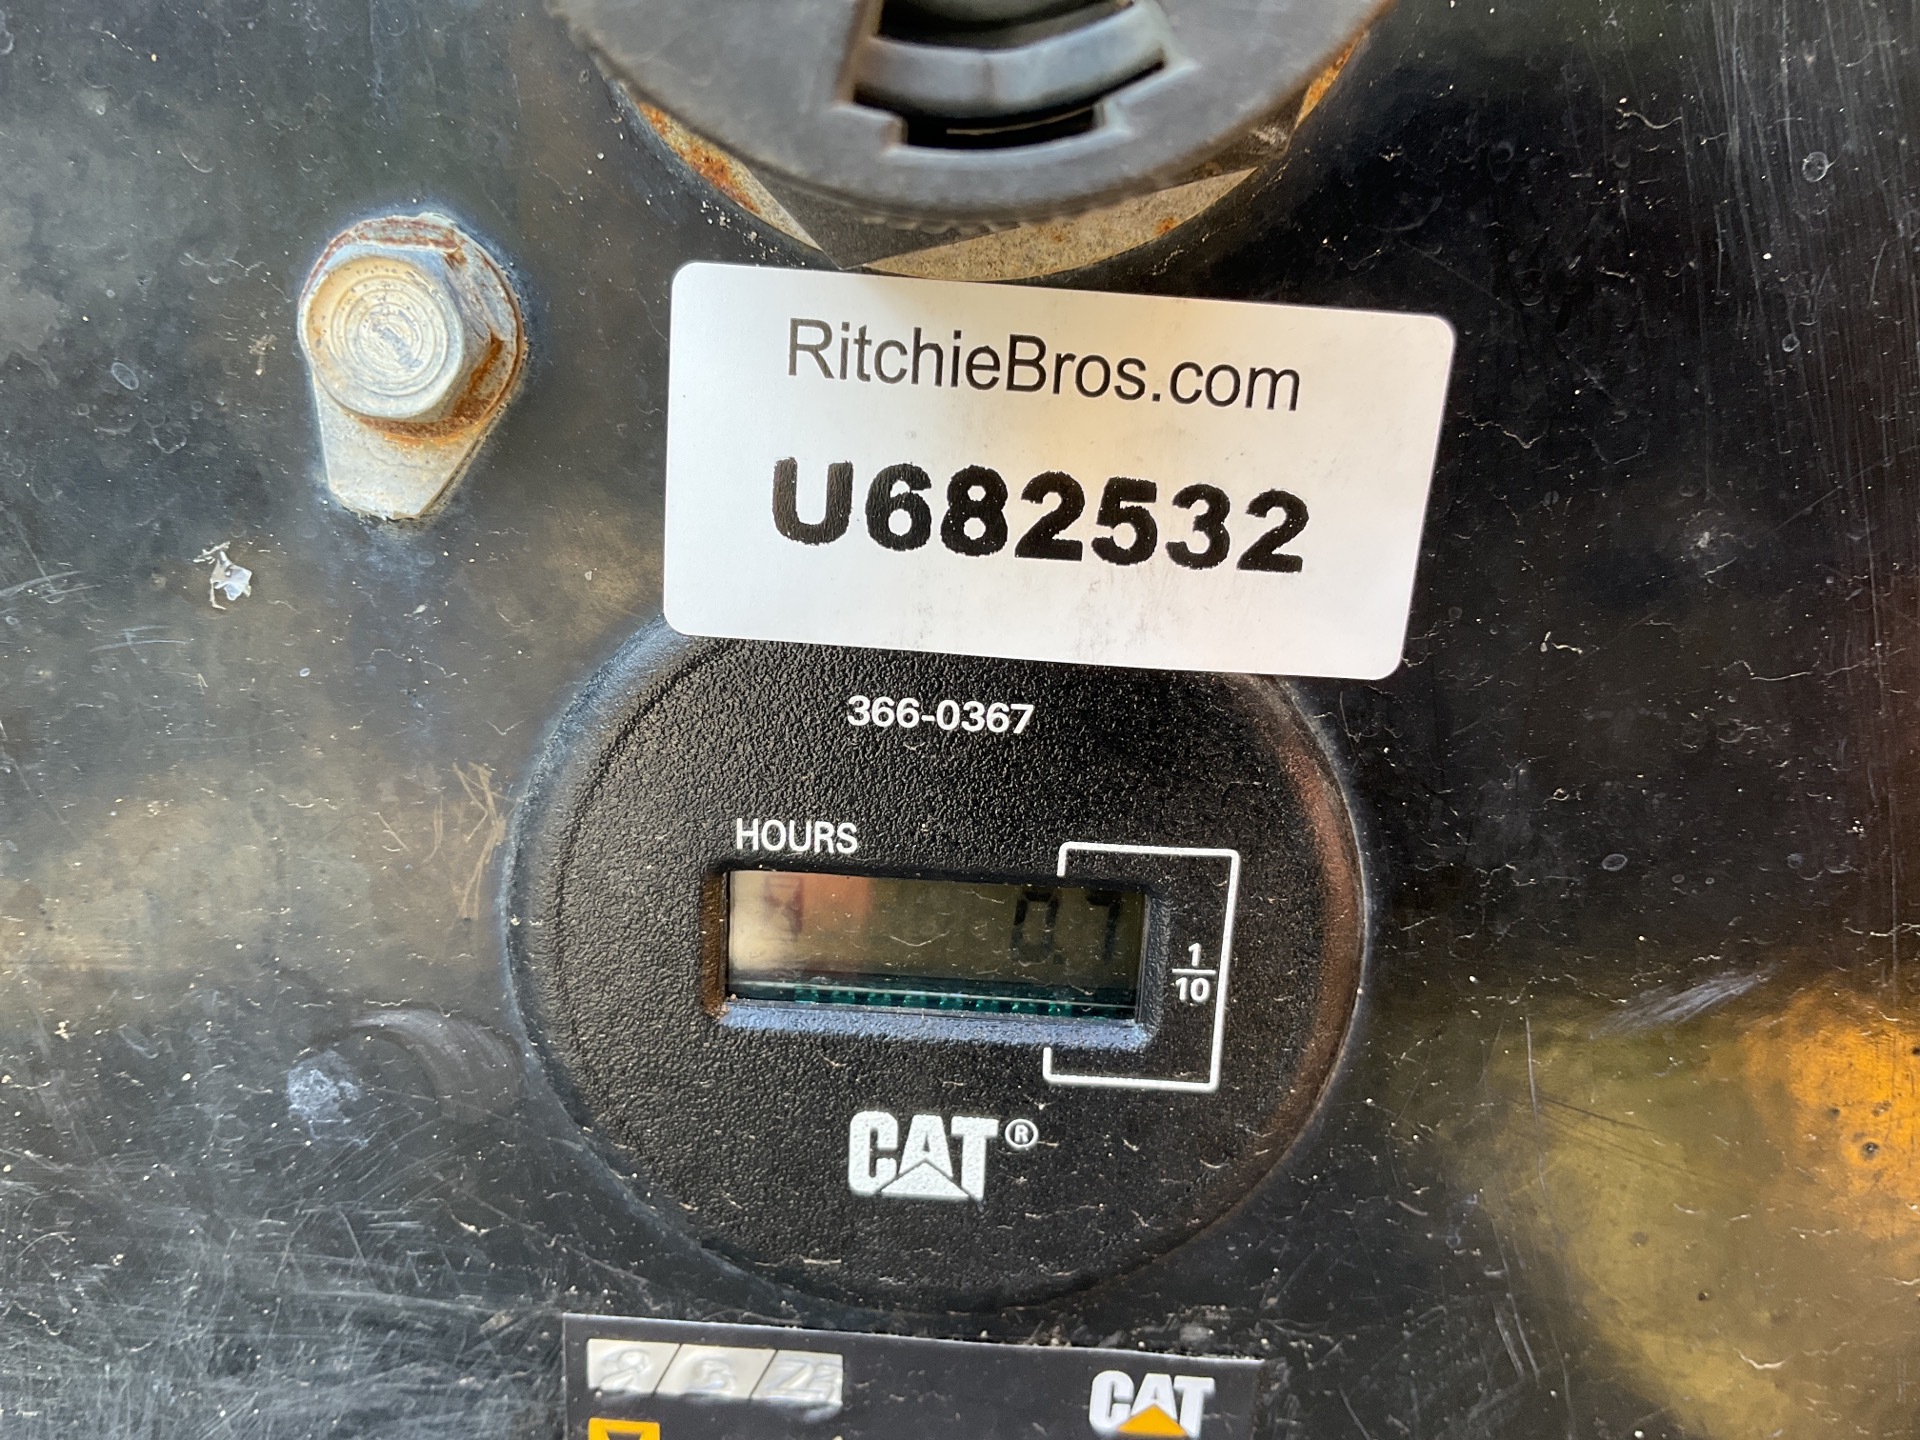 RitchieBros.com
U682532
366-0367
HOURS
0.7
1
10
CAT®
CAT